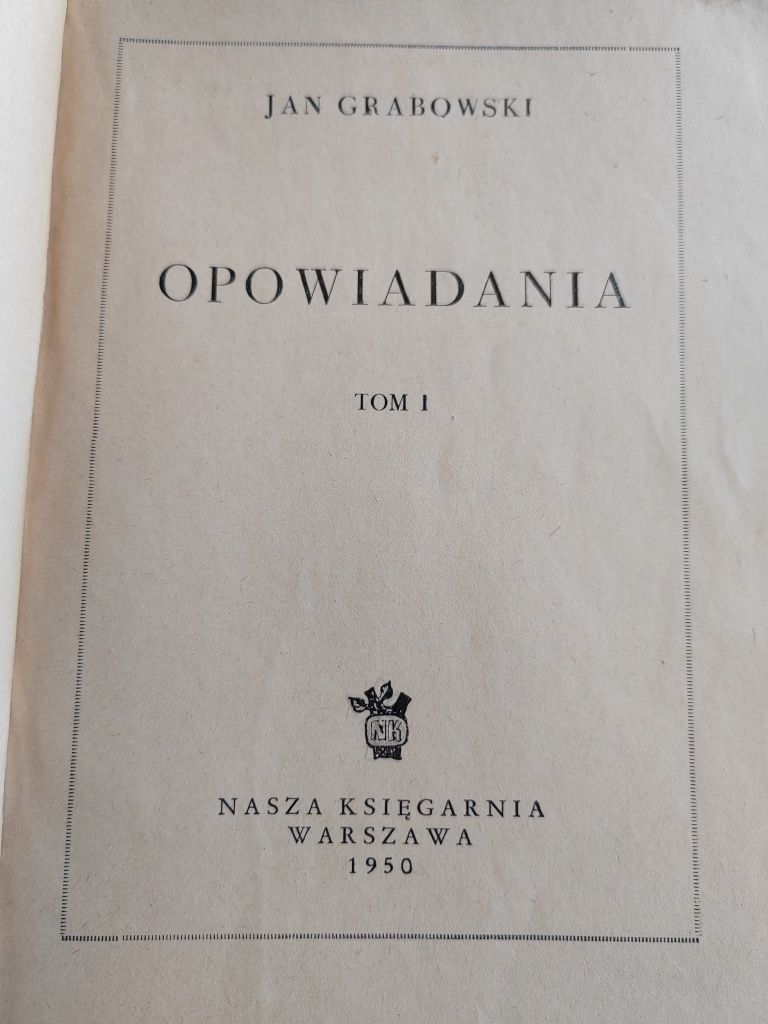 JAN GRABOWSKI
OPOWIADANIA
TOM I
NK
NASZA KSIĘGARNIA
WARSZAWA
1950